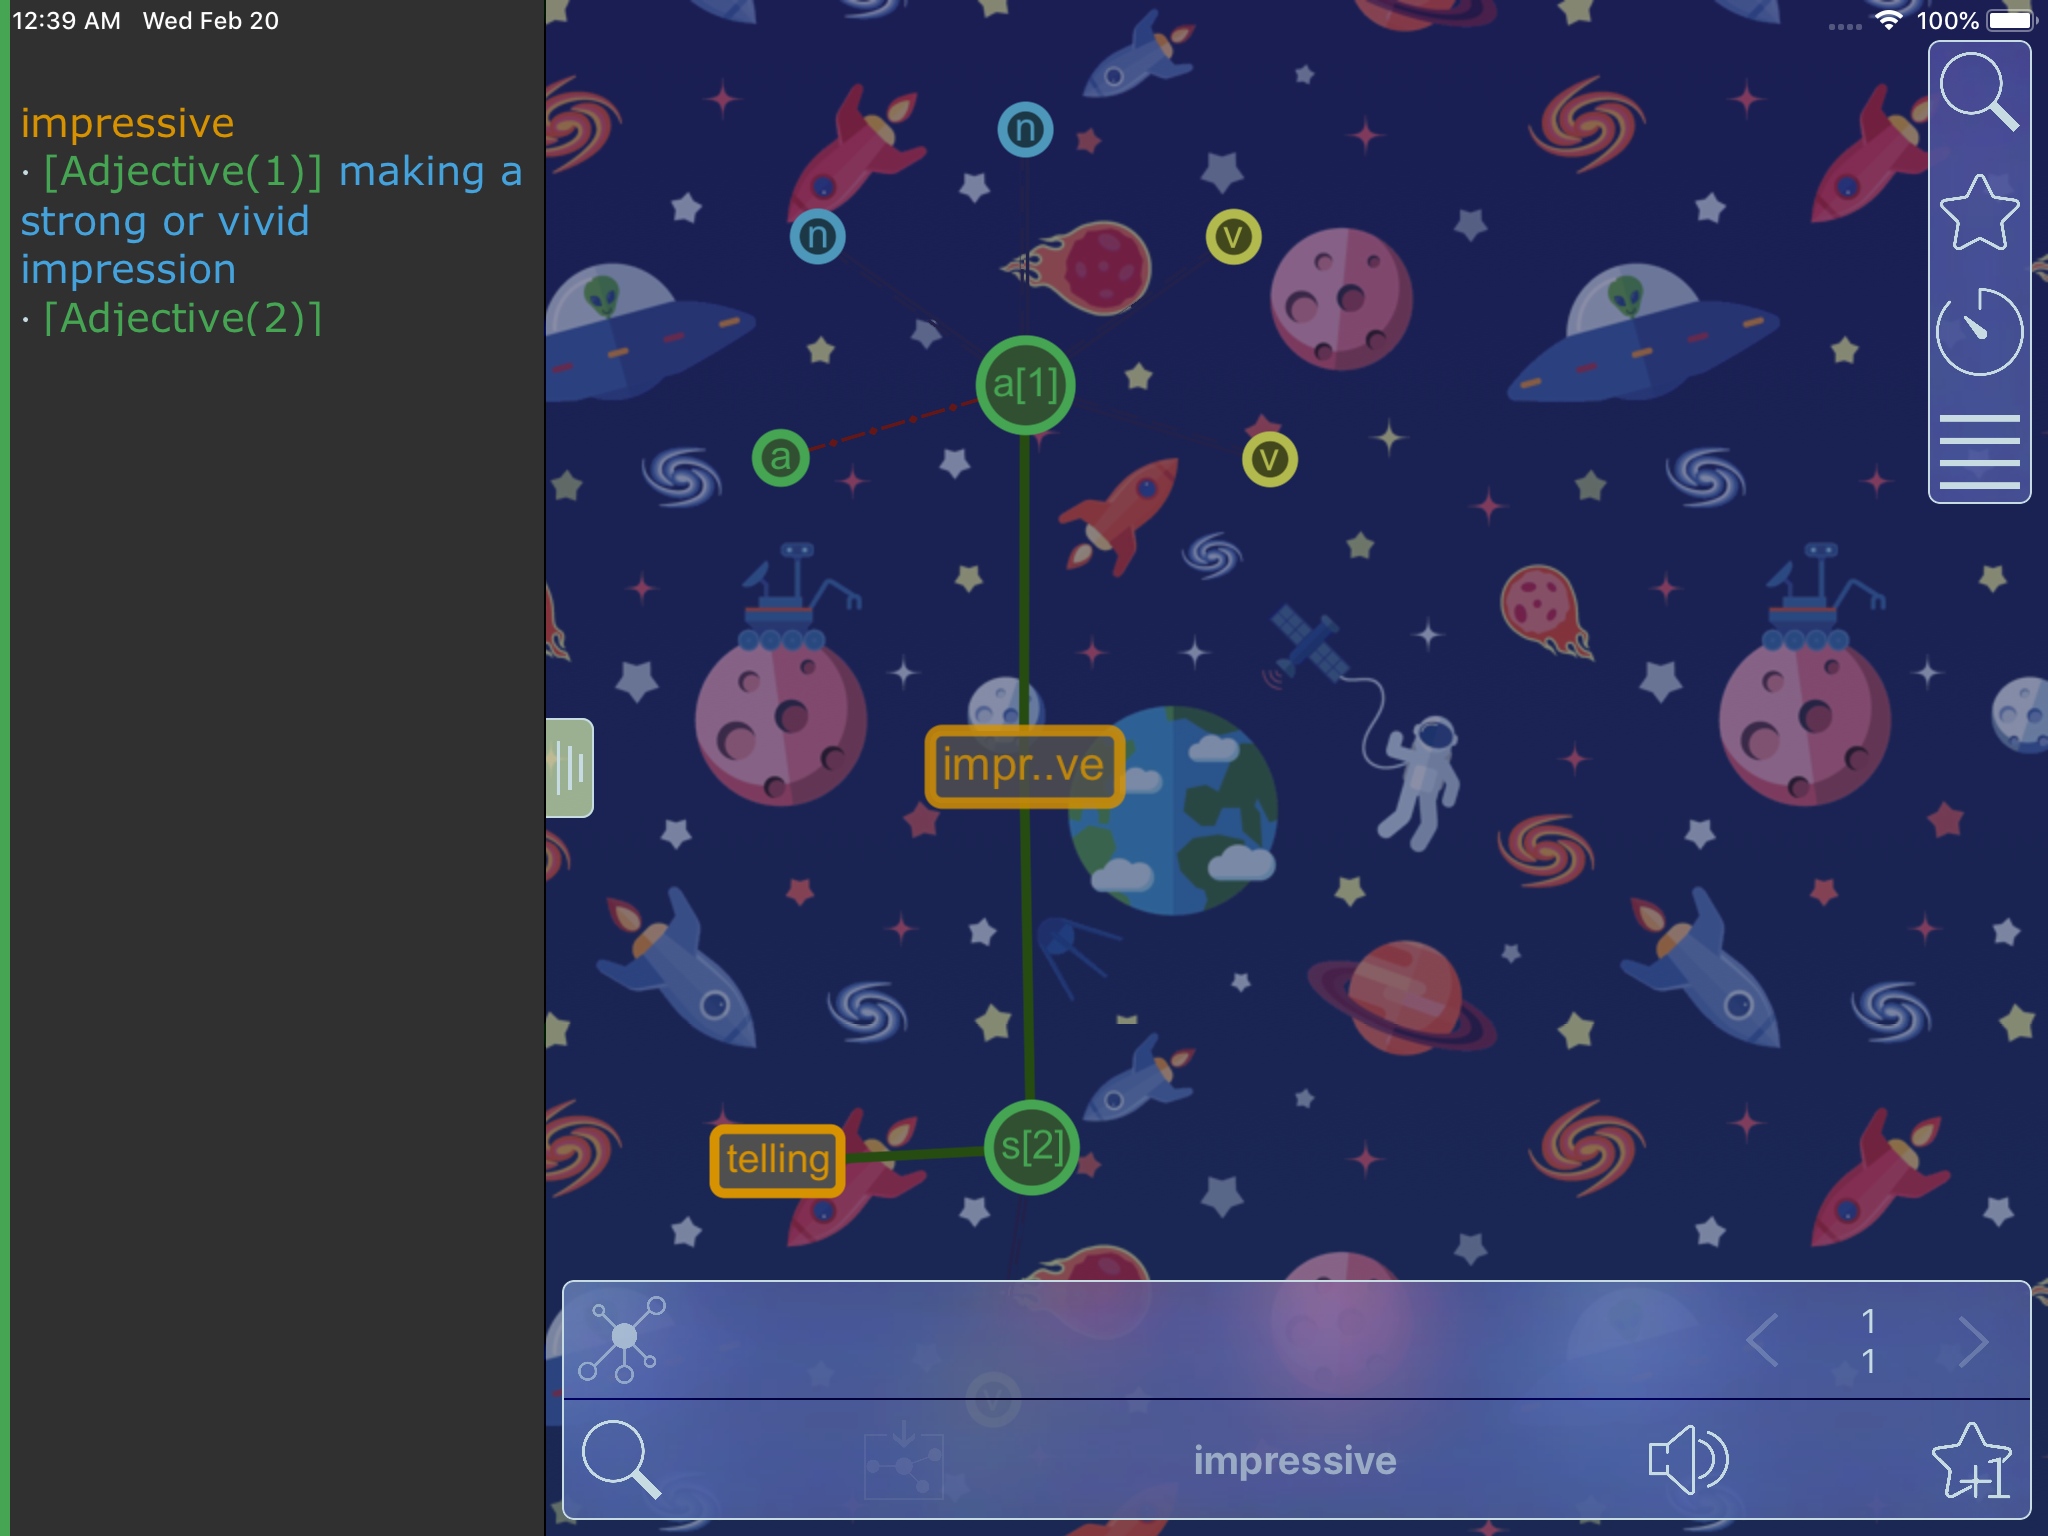 12:39 AM Wed Feb 20
100%
impressive
· [Adjective(1)] making a
strong or vivid
impression
· [Adjective(2)]
n
n
v
a[1]
a
v
impr..ve
telling
s[2]
v
1
1
impressive
+1